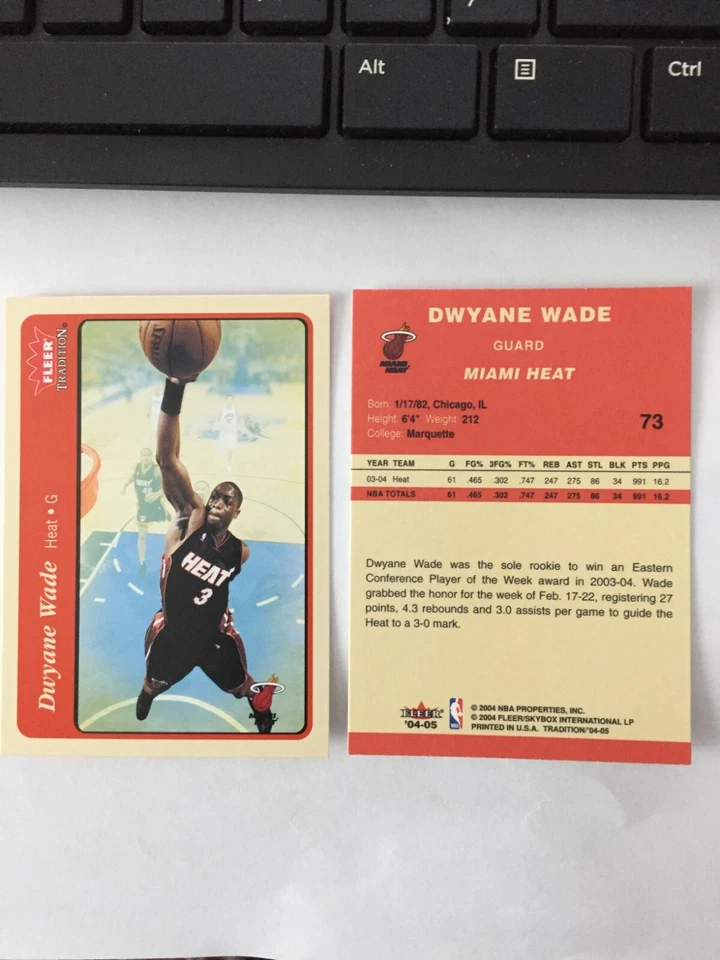 Alt
Ctrl
FLEER
TRADITION®
Dwyane Wade Heat • G
HEAT
3
DWYANE WADE
GUARD
MIAMI HEAT
MIAMI
HEAT
Born: 1/17/82, Chicago, IL
Height: 6'4" Weight: 212
College: Marquette
73
YEAR TEAM G FG% 3FG% FT% REB AST STL BLK PTS PPG
03-04 Heat 61 .465 .302 .747 247 275 86 34 991 16.2
NBA TOTALS 61 .465 .302 .747 247 275 86 34 991 16.2
Dwyane Wade was the sole rookie to win an Eastern
Conference Player of the Week award in 2003-04. Wade
grabbed the honor for the week of Feb. 17-22, registering 27
points, 4.3 rebounds and 3.0 assists per game to guide the
Heat to a 3-0 mark.
FLEER
'04-05
© 2004 NBA PROPERTIES, INC.
© 2004 FLEER/SKYBOX INTERNATIONAL LP
PRINTED IN U.S.A. TRADITION/'04-05